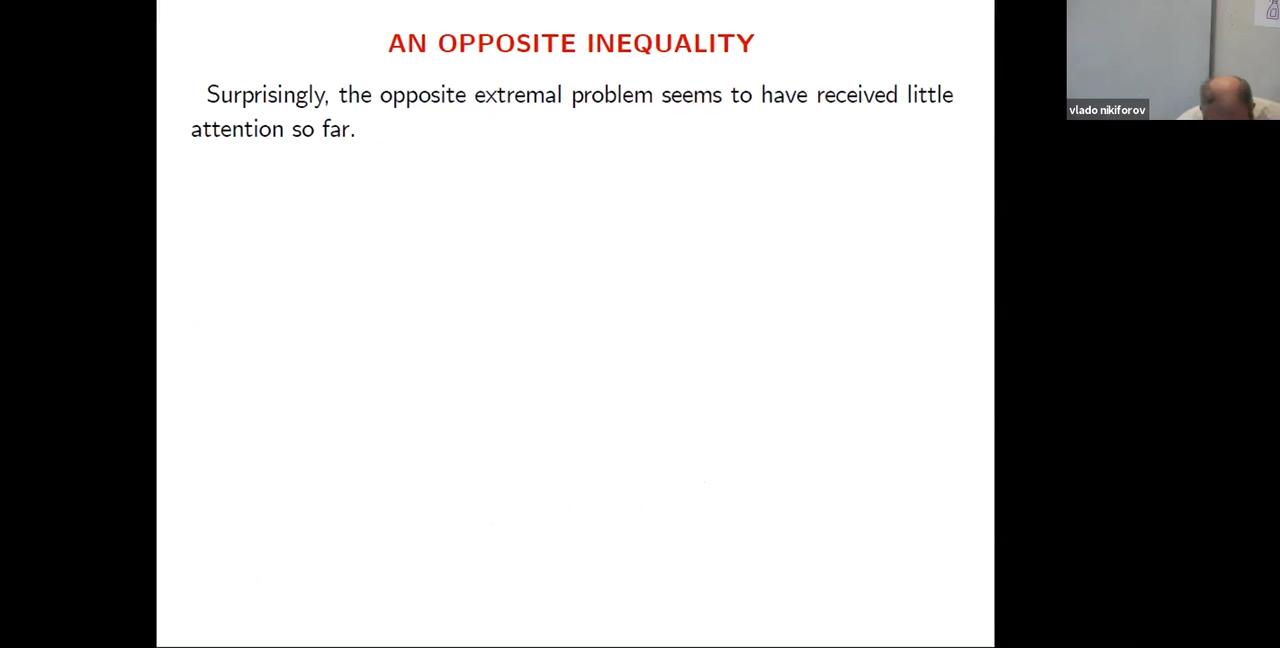 AN OPPOSITE INEQUALITY
Surprisingly, the opposite extremal problem seems to have received little
attention so far.
vlado nikiforov